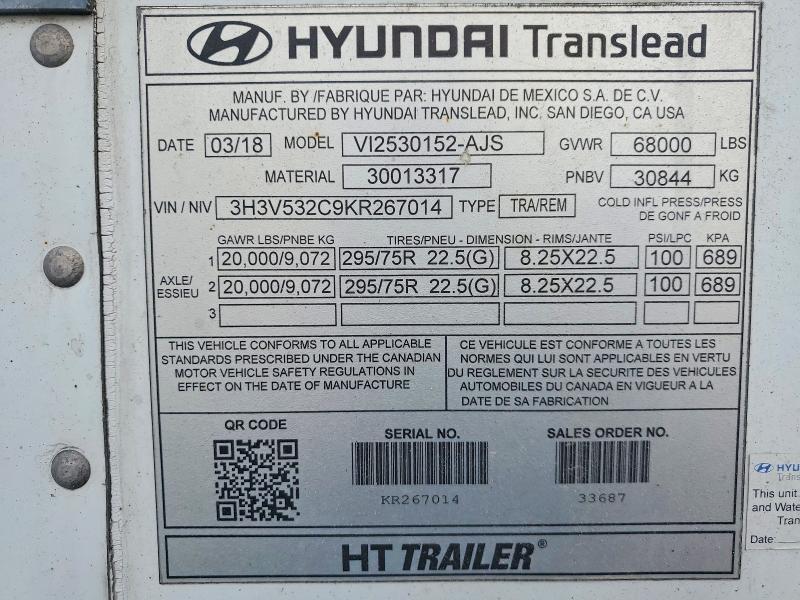 HYUNDAI Translead
MANUF. BY /FABRIQUE PAR: HYUNDAI DE MEXICO S.A. DE C.V.
MANUFACTURED BY HYUNDAI TRANSLEAD, INC. SAN DIEGO, CA USA
DATE 03/18 MODEL VI2530152-AJS GVWR 68000 LBS
MATERIAL 30013317 PNBV 30844 KG
VIN / NIV 3H3V532C9KR267014 TYPE TRA/REM COLD INFL PRESS/PRESS
DE GONF A FROID
GAWR LBS/PNBE KG TIRES/PNEU - DIMENSION - RIMS/JANTE PSI/LPC KPA
1 20,000/9,072 295/75R 22.5(G) 8.25X22.5 100 689
AXLE/
ESSIEU
2 20,000/9,072 295/75R 22.5(G) 8.25X22.5 100 689
3
THIS VEHICLE CONFORMS TO ALL APPLICABLE
STANDARDS PRESCRIBED UNDER THE CANADIAN
MOTOR VEHICLE SAFETY REGULATIONS IN
EFFECT ON THE DATE OF MANUFACTURE
CE VEHICULE EST CONFORME A TOUTES LES
NORMES QUI LUI SONT APPLICABLES EN VERTU
DU REGLEMENT SUR LA SECURITE DES VEHICULES
AUTOMOBILES DU CANADA EN VIGUEUR A LA
DATE DE SA FABRICATION
QR CODE
SERIAL NO.
KR267014
SALES ORDER NO.
33687
HT TRAILER®
HYU
Trans
This unit
and Wate
Tran
Date: